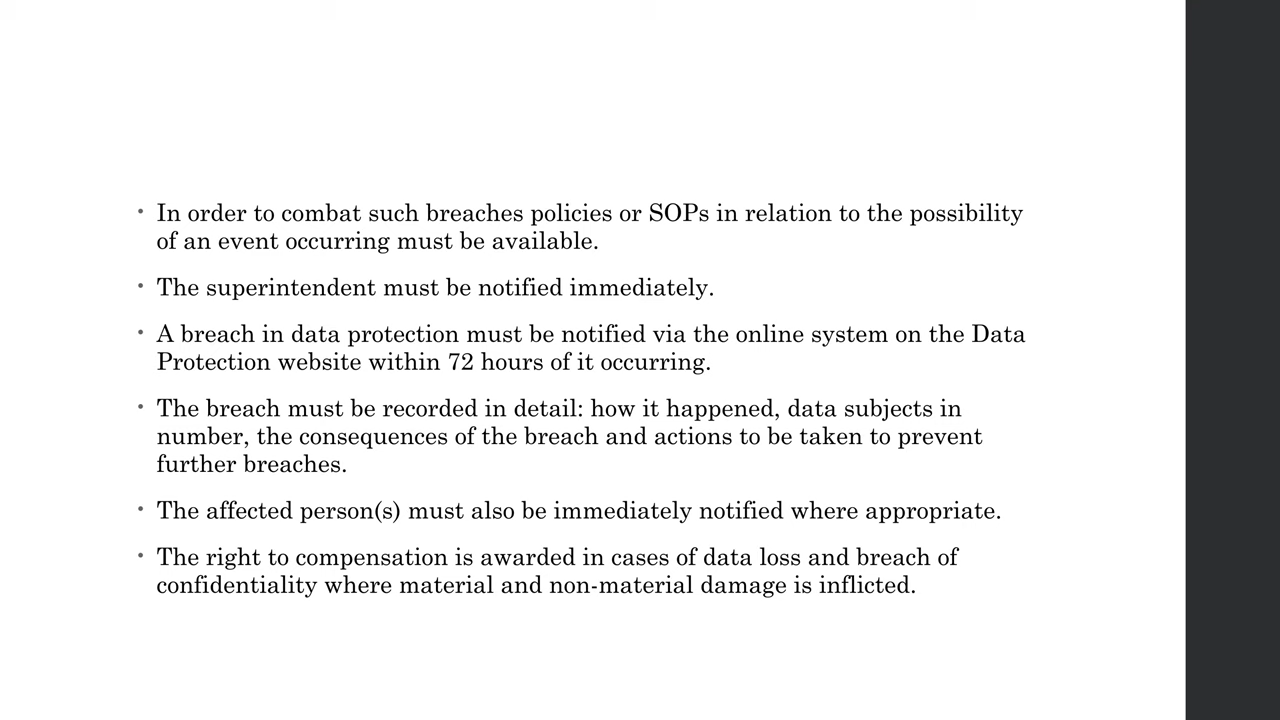 • In order to combat such breaches policies or SOPs in relation to the possibility
of an event occurring must be available.
• The superintendent must be notified immediately.
• A breach in data protection must be notified via the online system on the Data
Protection website within 72 hours of it occurring.
• The breach must be recorded in detail: how it happened, data subjects in
number, the consequences of the breach and actions to be taken to prevent
further breaches.
• The affected person(s) must also be immediately notified where appropriate.
• The right to compensation is awarded in cases of data loss and breach of
confidentiality where material and non-material damage is inflicted.